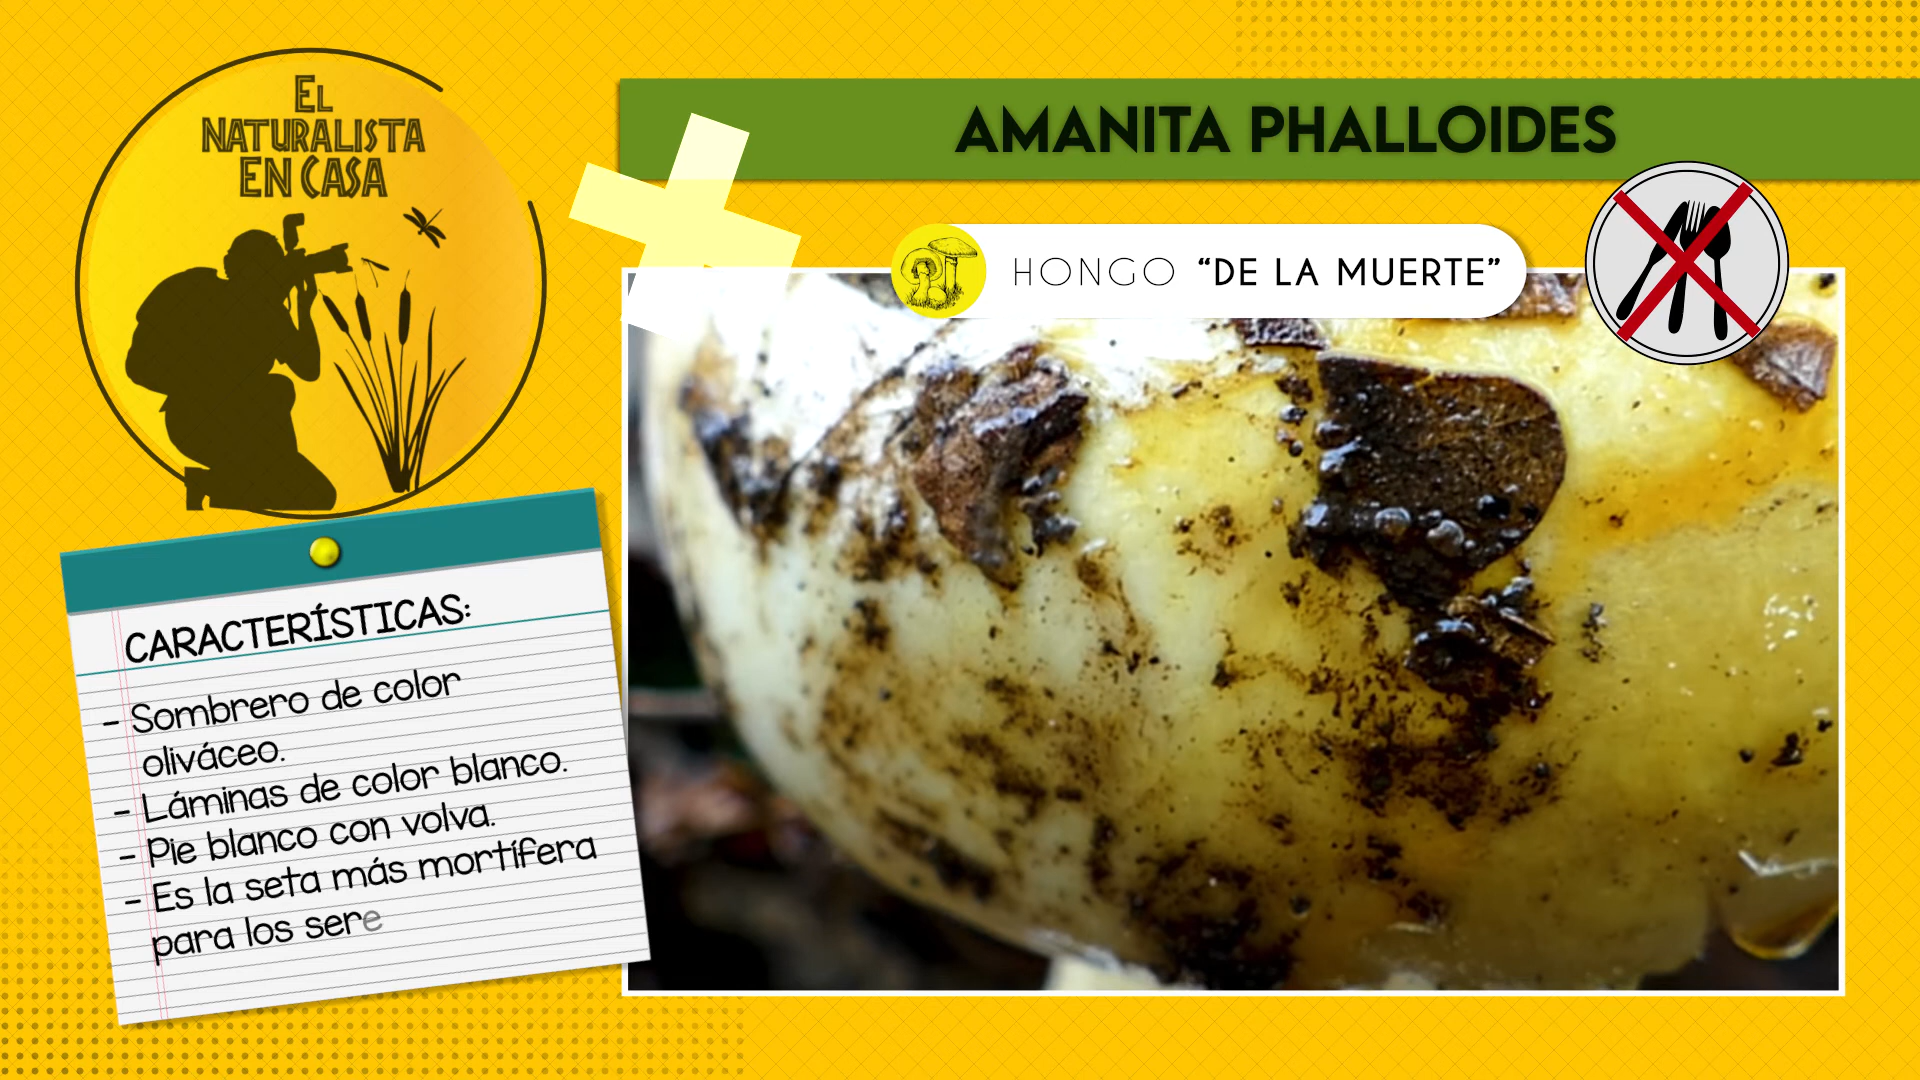 EL
NATURALISTA
EN CASA
AMANITA PHALLOIDES
HONGO “DE LA MUERTE”
CARACTERÍSTICAS:
- Sombrero de color
oliváceo.
- Láminas de color blanco.
- Pie blanco con volva.
- Es la seta más mortífera
para los sere